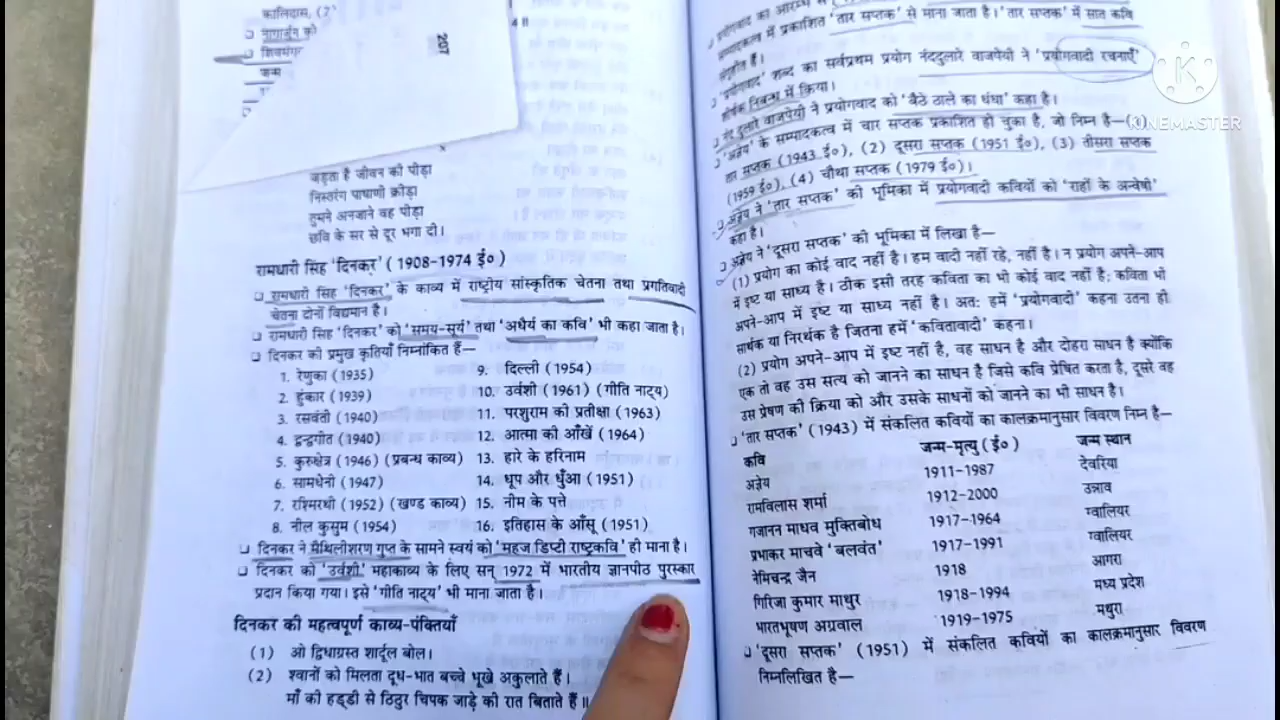 कालिदास, (2
नागार्जुन को
207
जन्म
जड़ता है जीवन की पीड़ा
निस्तरंग पाषाणी क्रीड़ा
तुमने अनजाने वह पीड़ा
छवि के सर से दूर भगा दी।
रामधारी सिंह 'दिनकर' (1908-1974 ई०)
❑ रामधारी सिंह 'दिनकर' के काव्य में राष्ट्रीय सांस्कृतिक चेतना तथा प्रगतिवादी
चेतना दोनों विद्यमान है।
❑ रामधारी सिंह 'दिनकर' को 'समय-सूर्य' तथा 'अधैर्य का कवि' भी कहा जाता है।
❑ दिनकर की प्रमुख कृतियाँ निम्नांकित हैं—
1. रेणुका (1935)
2. हुंकार (1939)
3. रसवंती (1940)
4. द्वन्द्वगीत (1940)
5. कुरुक्षेत्र (1946) (प्रबन्ध काव्य)
6. सामधेनी (1947)
7. रश्मिरथी (1952) (खण्ड काव्य)
8. नील कुसुम (1954)
9. दिल्ली (1954)
10. उर्वशी (1961) (गीति नाट्य)
11. परशुराम की प्रतीक्षा (1963)
12. आत्मा की आँखें (1964)
13. हारे के हरिनाम
14. धूप और धुँआ (1951)
15. नीम के पत्ते
16. इतिहास के आँसू (1951)
❑ दिनकर ने मैथिलीशरण गुप्त के सामने स्वयं को 'महज डिप्टी राष्ट्रकवि' ही माना है।
❑ दिनकर को 'उर्वशी' महाकाव्य के लिए सन् 1972 में भारतीय ज्ञानपीठ पुरस्कार
प्रदान किया गया। इसे 'गीति नाट्य' भी माना जाता है।
दिनकर की महत्वपूर्ण काव्य-पंक्तियाँ
(1) ओ द्विधाग्रस्त शार्दूल बोल।
(2) श्वानों को मिलता दूध-भात बच्चे भूखे अकुलाते हैं।
माँ की हड्डी से ठिठुर चिपक जाड़े की रात बिताते हैं॥
प्रयोगवाद का आरम्भ
सम्पादकत्व में प्रकाशित 'तार सप्तक' से माना जाता है। 'तार सप्तक' में सात कवि
संगृहीत हैं।
❑ 'प्रयोगवाद' शब्द का सर्वप्रथम प्रयोग नंददुलारे वाजपेयी ने 'प्रयोगवादी रचनाएँ'
शीर्षक निबन्ध में किया।
❑ नंद दुलारे वाजपेयी ने प्रयोगवाद को 'बैठे ठाले का धंधा' कहा है।
❑ 'अज्ञेय' के सम्पादकत्व में चार सप्तक प्रकाशित हो चुका है, जो निम्न है—
तार सप्तक (1943 ई०), (2) दूसरा सप्तक (1951 ई०), (3) तीसरा सप्तक
(1959 ई०), (4) चौथा सप्तक (1979 ई०)।
❑ अज्ञेय ने 'तार सप्तक' की भूमिका में प्रयोगवादी कवियों को 'राहों के अन्वेषी'
कहा है।
❑ अज्ञेय ने 'दूसरा सप्तक' की भूमिका में लिखा है—
(1) प्रयोग का कोई वाद नहीं है। हम वादी नहीं रहे, नहीं है। न प्रयोग अपने-आप
में इष्ट या साध्य है। ठीक इसी तरह कविता का भी कोई वाद नहीं है; कविता भी
अपने-आप में इष्ट या साध्य नहीं है। अत: हमें 'प्रयोगवादी' कहना उतना ही
सार्थक या निरर्थक है जितना हमें 'कवितावादी' कहना।
(2) प्रयोग अपने-आप में इष्ट नहीं है, वह साधन है और दोहरा साधन है क्योंकि
एक तो वह उस सत्य को जानने का साधन है जिसे कवि प्रेषित करता है, दूसरे वह
उस प्रेषण की क्रिया को और उसके साधनों को जानने का भी साधन है।
❑ 'तार सप्तक' (1943) में संकलित कवियों का कालक्रमानुसार विवरण निम्न है—
कवि जन्म-मृत्यु (ई०) जन्म स्थान
अज्ञेय 1911-1987 देवरिया
रामविलास शर्मा 1912-2000 उन्नाव
गजानन माधव मुक्तिबोध 1917-1964 ग्वालियर
प्रभाकर माचवे 'बलवंत' 1917-1991 ग्वालियर
नेमिचन्द्र जैन 1918 आगरा
गिरिजा कुमार माथुर 1918-1994 मध्य प्रदेश
भारतभूषण अग्रवाल 1919-1975 मथुरा
❑ 'दूसरा सप्तक' (1951) में संकलित कवियों का कालक्रमानुसार विवरण
निम्नलिखित है—
K
KINEMASTER